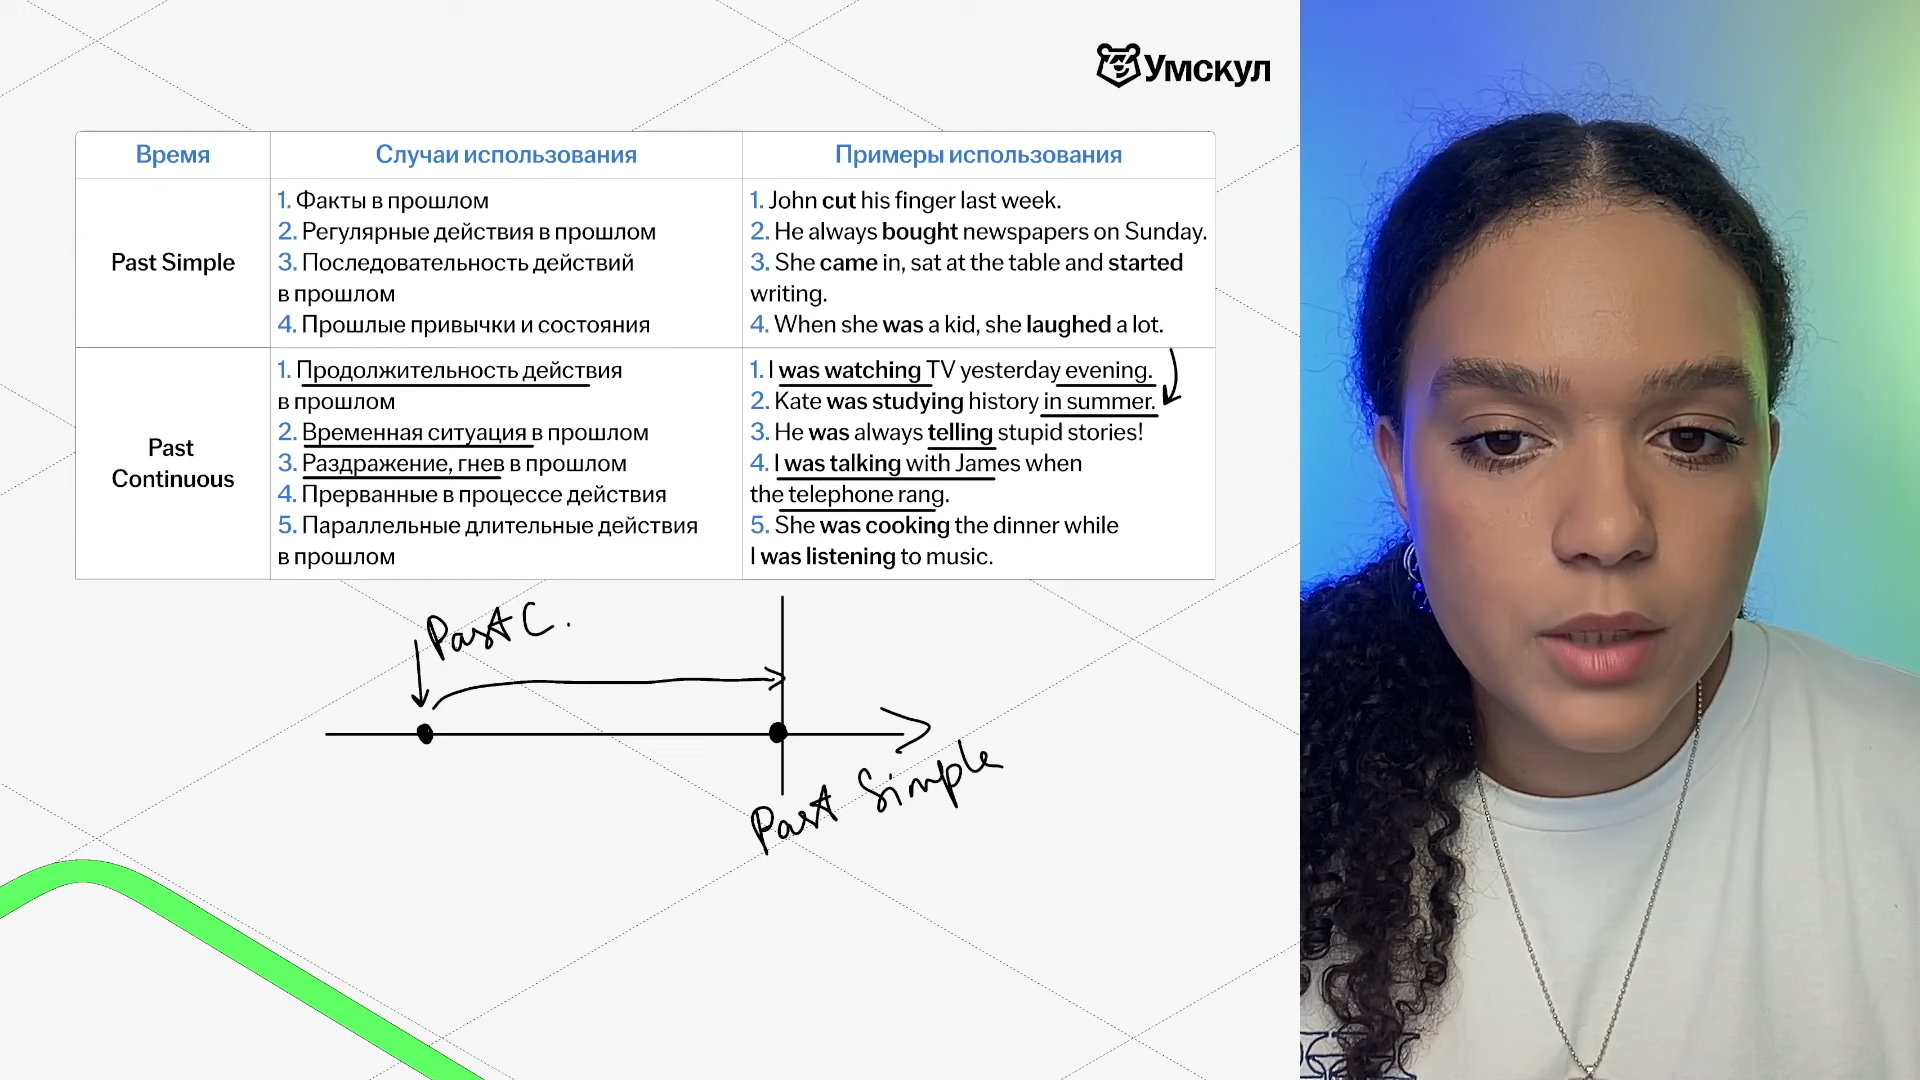 Умскул
Время
Случаи использования
Примеры использования
Past Simple
1. Факты в прошлом
2. Регулярные действия в прошлом
3. Последовательность действий
в прошлом
4. Прошлые привычки и состояния
1. John cut his finger last week.
2. He always bought newspapers on Sunday.
3. She came in, sat at the table and started
writing.
4. When she was a kid, she laughed a lot.
Past
Continuous
1. Продолжительность действия
в прошлом
2. Временная ситуация в прошлом
3. Раздражение, гнев в прошлом
4. Прерванные в процессе действия
5. Параллельные длительные действия
в прошлом
1. I was watching TV yesterday evening.
2. Kate was studying history in summer.
3. He was always telling stupid stories!
4. I was talking with James when
the telephone rang.
5. She was cooking the dinner while
I was listening to music.
Past C.
Past Simple